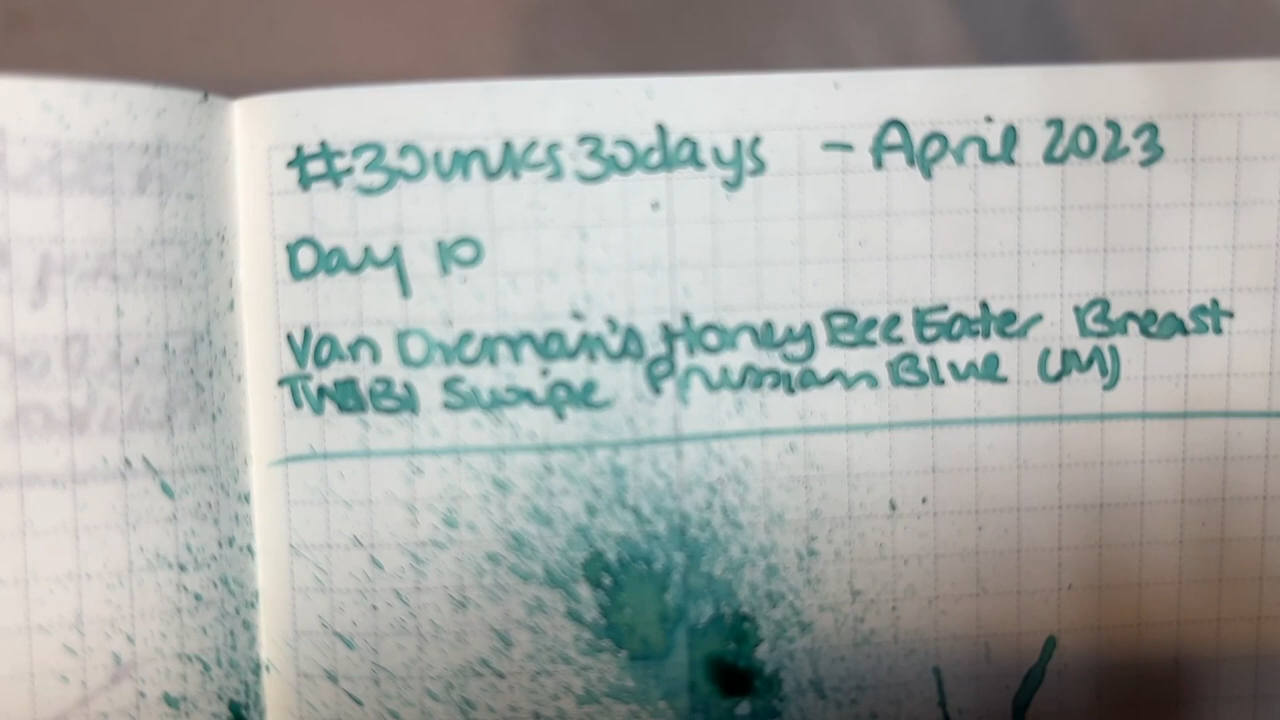 #30inks30days - April 2023
Day 10
Van Dieman's Honey Bee Eater Breast
TWSBI Swipe Prussian Blue (M)